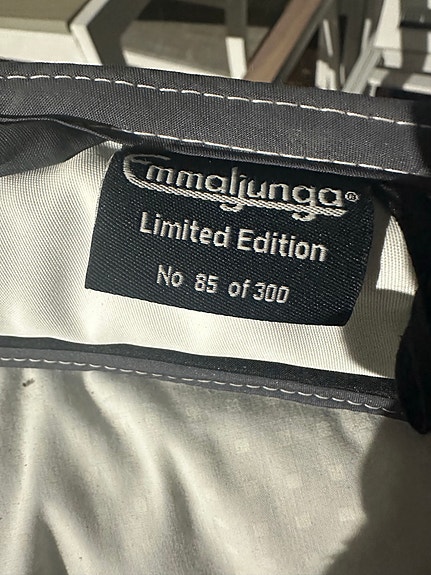 Emmaljunga®
Limited Edition
No 85 of 300